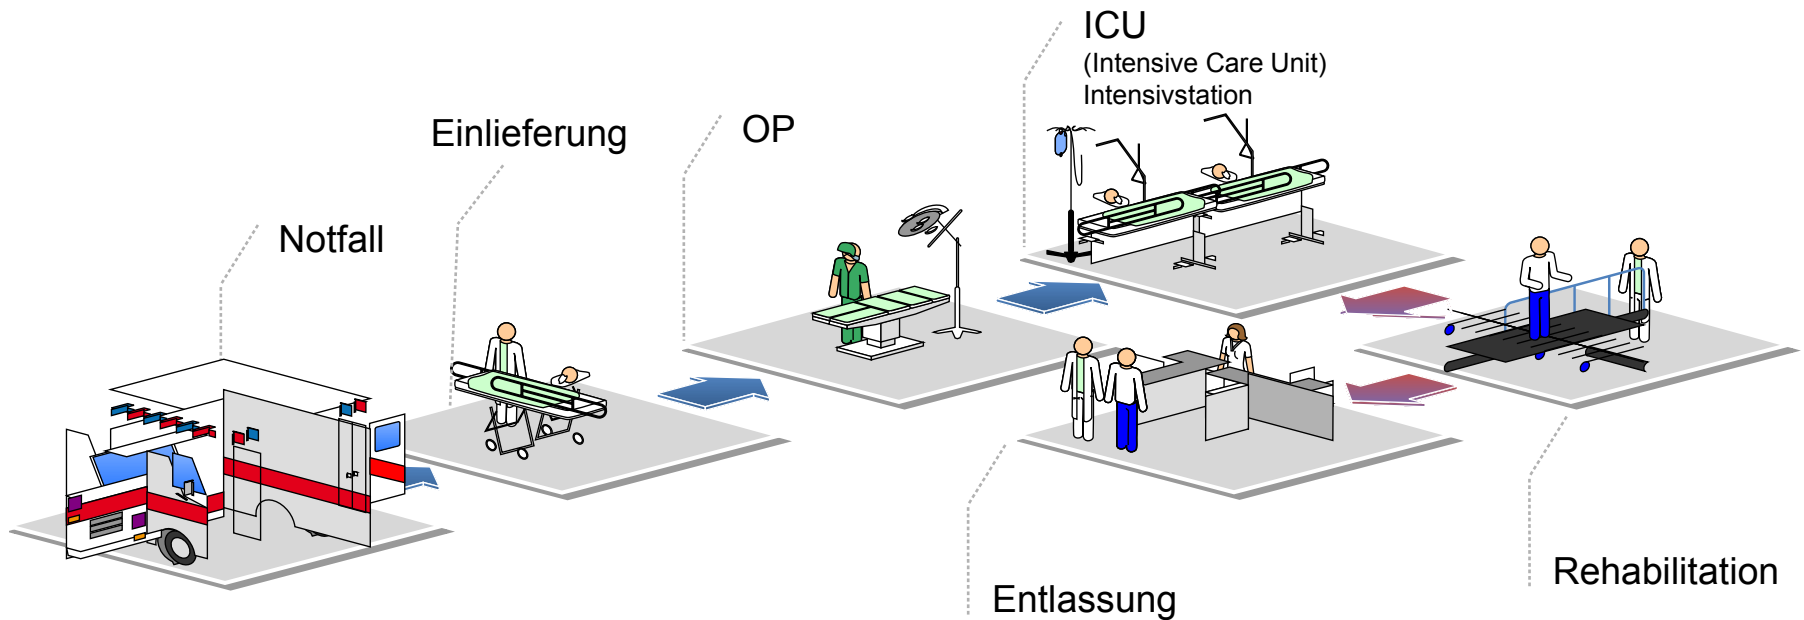 ICU
(Intensive Care Unit)
Intensivstation
OP
Einlieferung
Notfall
Rehabilitation
Entlassung